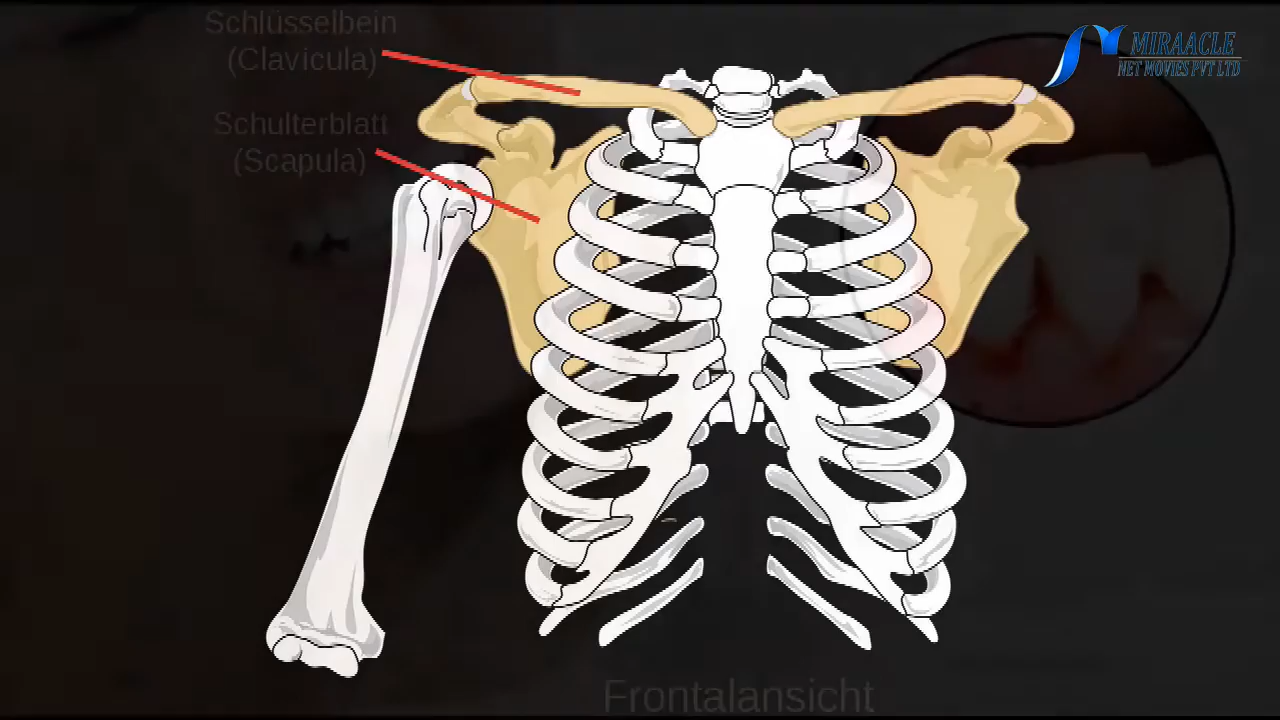 Schlüsselbein
(Clavicula)
Schulterblatt
(Scapula)
MIRAACLE
NET MOVIES PVT LTD
Frontalansicht